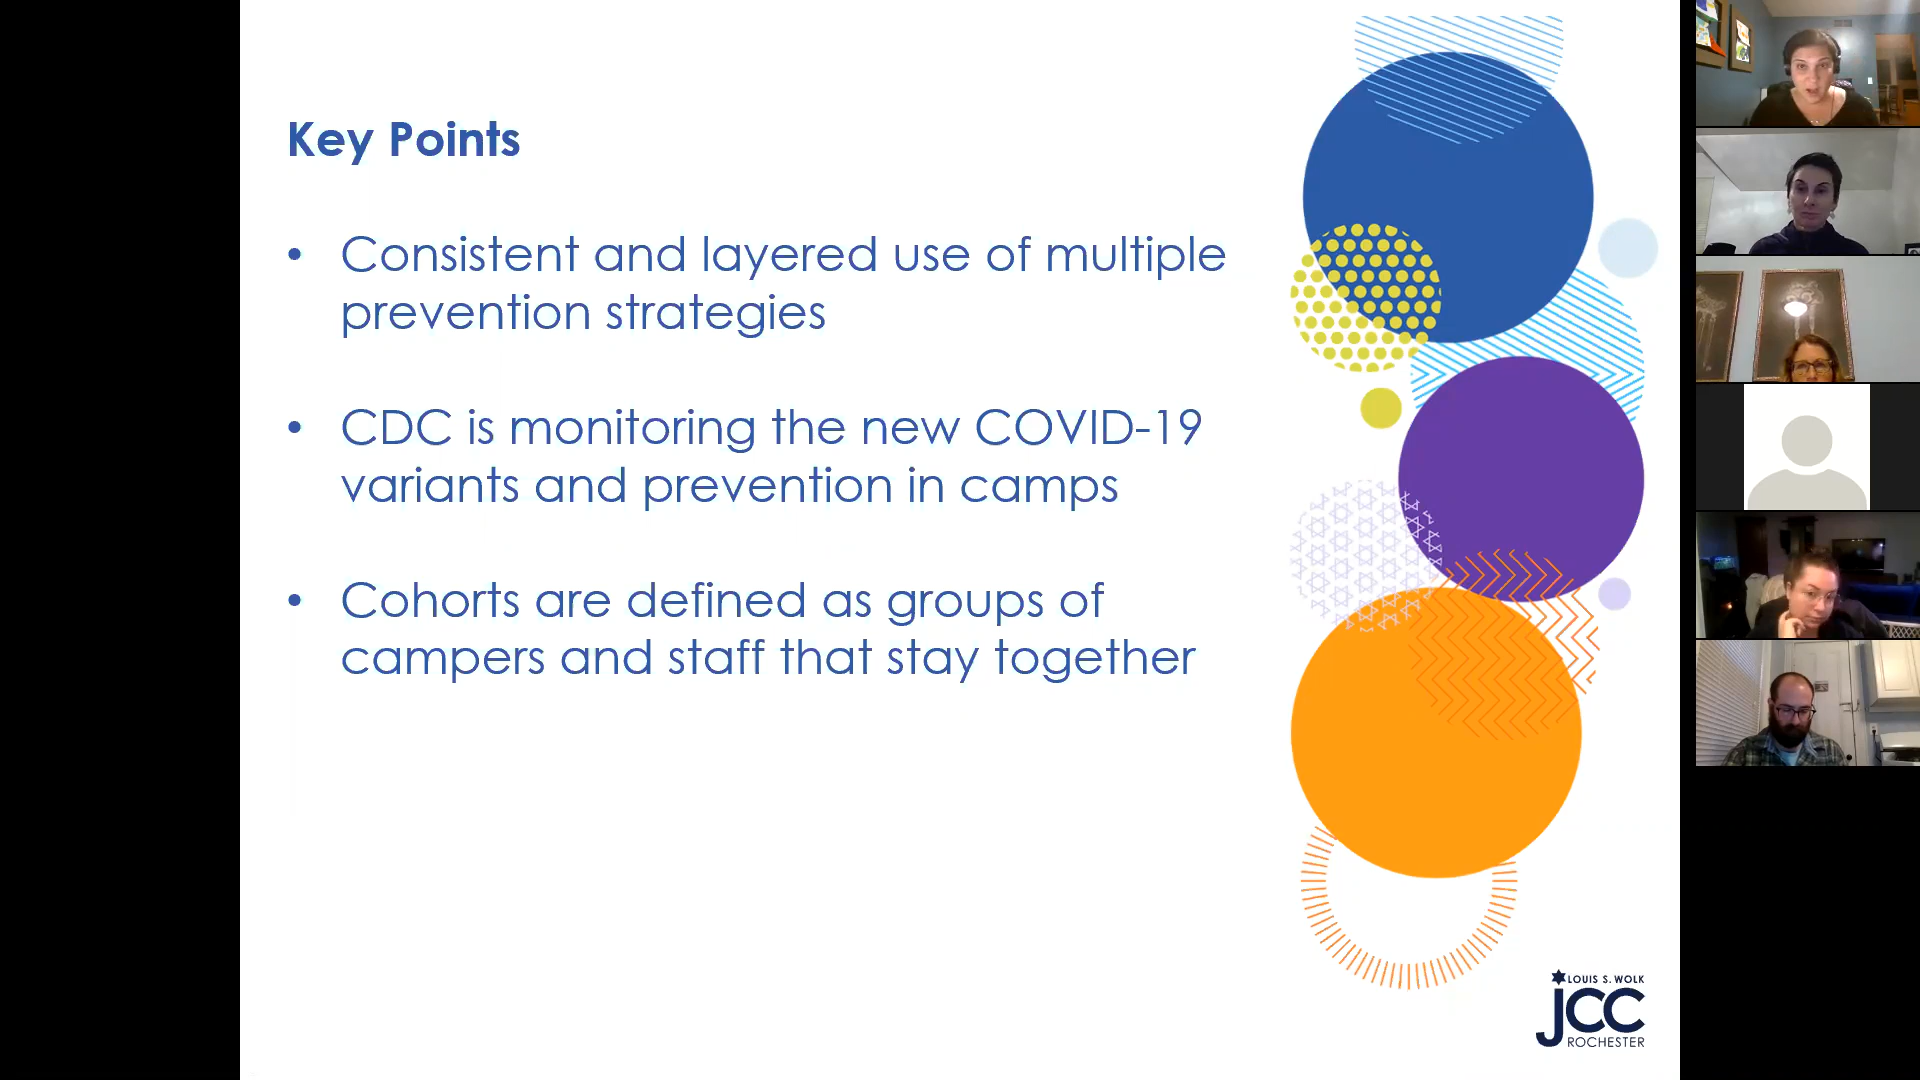 Key Points
• Consistent and layered use of multiple
prevention strategies
• CDC is monitoring the new COVID-19
variants and prevention in camps
• Cohorts are defined as groups of
campers and staff that stay together
LOUIS S. WOLK
jcc
ROCHESTER